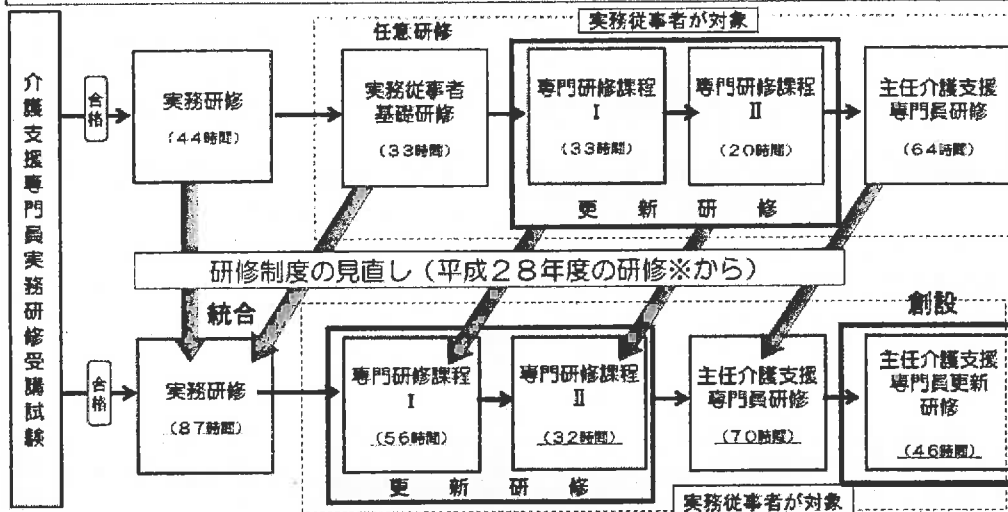 介護支援専門員実務研修受講試験
実務従事者が対象
任意研修
合格
実務研修
(44時間)
実務従事者
基礎研修
(33時間)
専門研修課程
Ⅰ
(33時間)
専門研修課程
Ⅱ
(20時間)
主任介護支援
専門員研修
(64時間)
更新研修
研修制度の見直し(平成28年度の研修※から)
統合
創設
合格
実務研修
(87時間)
専門研修課程
Ⅰ
(56時間)
専門研修課程
Ⅱ
(32時間)
主任介護支援
専門員研修
(70時間)
主任介護支援
専門員更新
研修
(46時間)
更新研修
実務従事者が対象